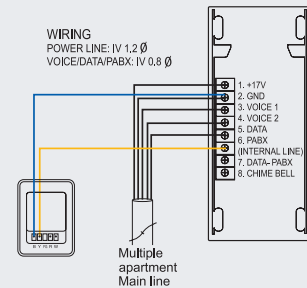 WIRING
POWER LINE: IV 1.2 Ø
VOICE/DATA/PABX: IV 0.8 Ø
1. +17V
2. GND
3. VOICE 1
4. VOICE 2
5. DATA
6. PABX
(INTERNAL LINE)
7. DATA- PABX
8. CHIME BELL
Multiple
apartment
Main line